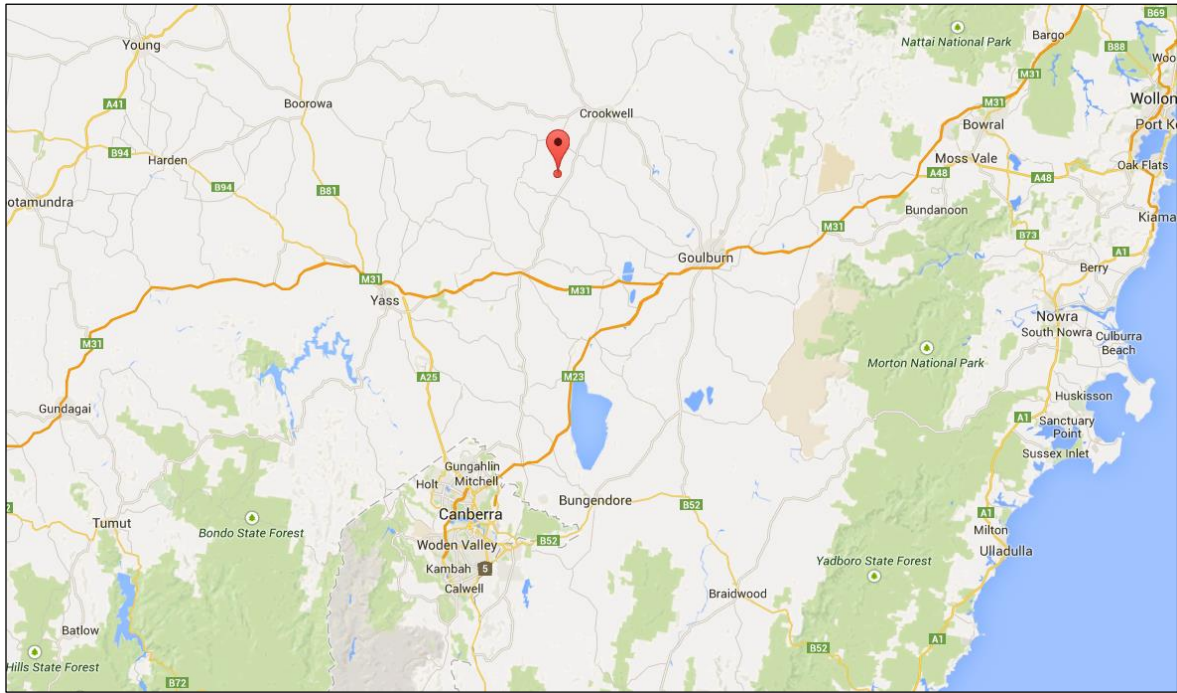 Nattai National Park
Bargo
B69
B88
Woo
Young
M31
A41
Boorowa
Crookwell
M31
Wollon
Bowral
Port Ke
B94
Harden
Moss Vale
A48
A48
Oak Flats
B94
B81
otamundra
Bundanoon
Kiama
M31
B73
A1
Goulburn
Berry
M31
M31
Yass
Nowra
South Nowra
Culburra
Beach
M31
Morton National Park
A25
M23
Huskisson
Gundagai
A1
Sanctuary
Point
Sussex Inlet
Gungahlin
Mitchell
Holt
Bungendore
B52
Canberra
A1
Tumut
Bondo State Forest
Milton
Woden Valley
B52
Ulladulla
Yadboro State Forest
Kambah
5
Calwell
Braidwood
Batlow
A1
B52
Hills State Forest
B72